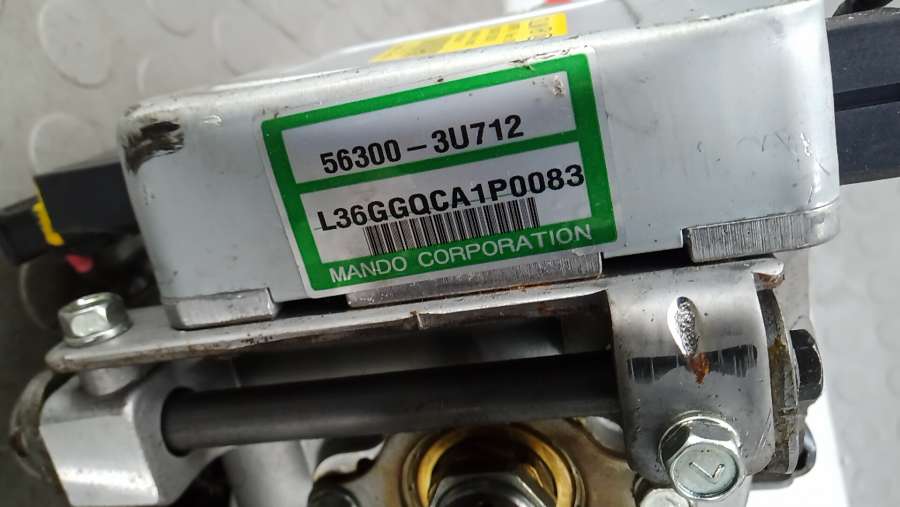 56300-3U712
L36GGQCA1P0083
MANDO CORPORATION